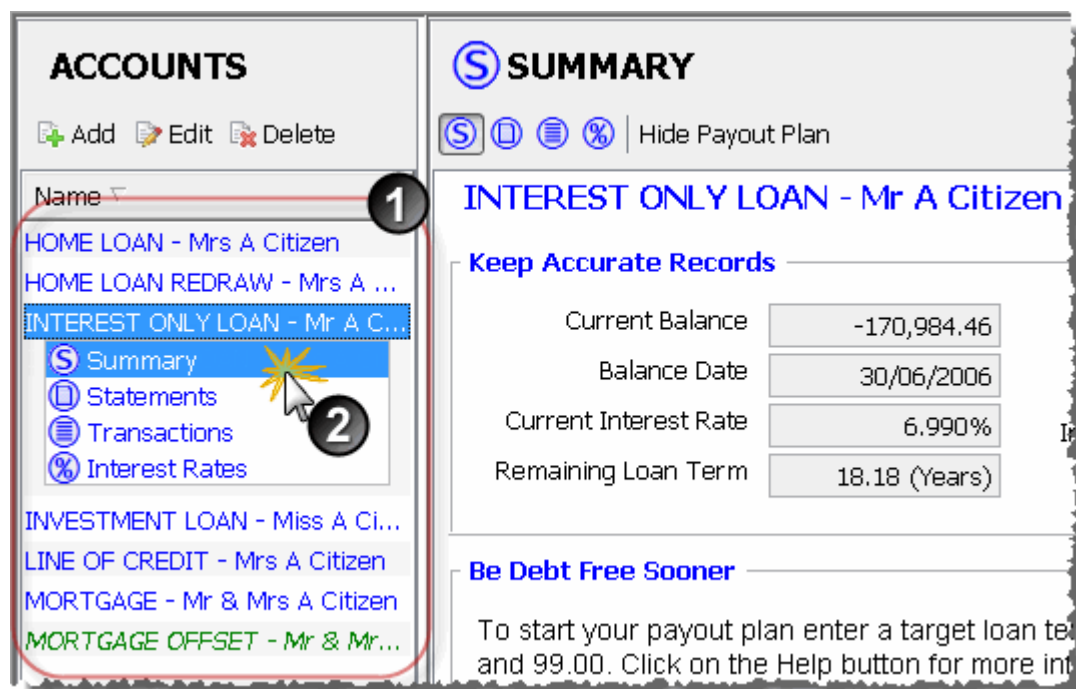 ACCOUNTS
Add Edit Delete
Name
1
HOME LOAN - Mrs A Citizen
HOME LOAN REDRAW - Mrs A ...
INTEREST ONLY LOAN - Mr A C...
S Summary
Statements
2
Transactions
% Interest Rates
INVESTMENT LOAN - Miss A Ci...
LINE OF CREDIT - Mrs A Citizen
MORTGAGE - Mr & Mrs A Citizen
MORTGAGE OFFSET - Mr & Mr...
S SUMMARY
S % Hide Payout Plan
INTEREST ONLY LOAN - Mr A Citizen
Keep Accurate Records
Current Balance -170,984.46
Balance Date 30/06/2006
Current Interest Rate 6.990%
Remaining Loan Term 18.18 (Years)
Be Debt Free Sooner
To start your payout plan enter a target loan
and 99.00. Click on the Help button for more